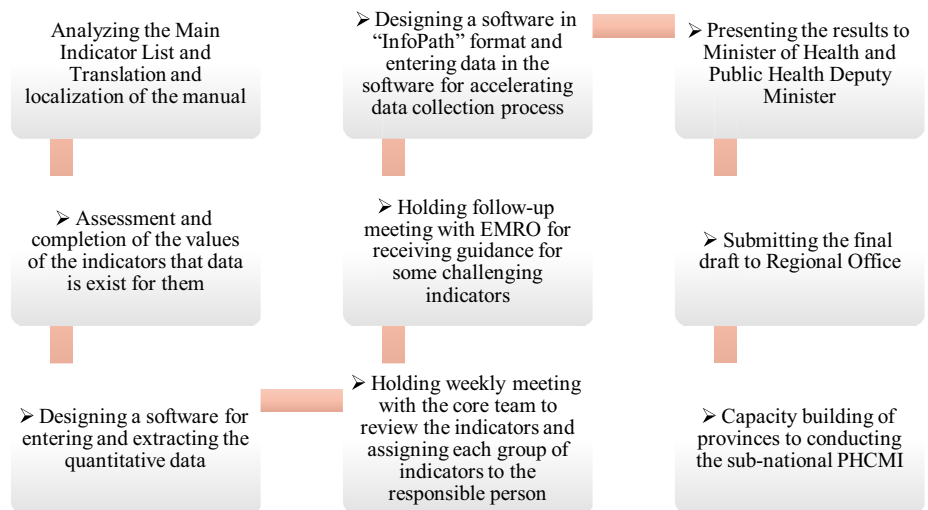 Analyzing the Main
Indicator List and
Translation and
localization of the manual
➢ Assessment and
completion of the values
of the indicators that data
is exist for them
➢ Designing a software for
entering and extracting the
quantitative data
➢ Holding weekly meeting
with the core team to
review the indicators and
assigning each group of
indicators to the
responsible person
➢ Holding follow-up
meeting with EMRO for
receiving guidance for
some challenging
indicators
➢ Designing a software in
“InfoPath” format and
entering data in the
software for accelerating
data collection process
➢ Presenting the results to
Minister of Health and
Public Health Deputy
Minister
➢ Submitting the final
draft to Regional Office
➢ Capacity building of
provinces to conducting
the sub-national PHCMI